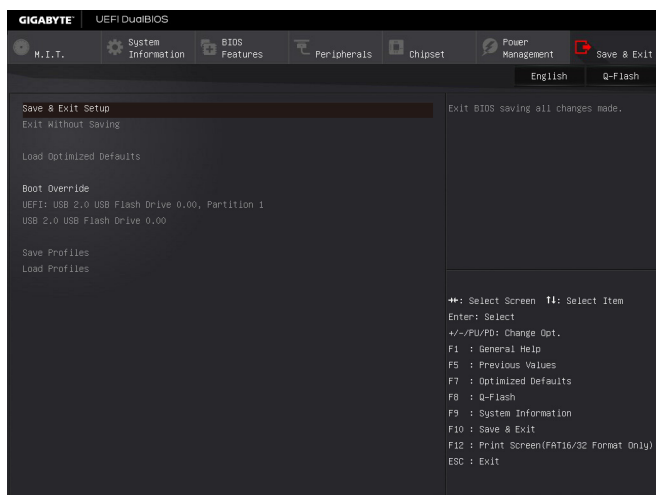 GIGABYTE™ UEFI DualBIOS
M.I.T.
System Information
BIOS Features
Peripherals
Chipset
Power Management
Save & Exit
English
Q-Flash
Save & Exit Setup
Exit Without Saving
Load Optimized Defaults
Boot Override
UEFI: USB 2.0 USB Flash Drive 0.00, Partition 1
USB 2.0 USB Flash Drive 0.00
Save Profiles
Load Profiles
Exit BIOS saving all changes made.
→←: Select Screen ↑↓: Select Item
Enter: Select
+/-/PU/PD: Change Opt.
F1 : General Help
F5 : Previous Values
F7 : Optimized Defaults
F8 : Q-Flash
F9 : System Information
F10 : Save & Exit
F12 : Print Screen(FAT16/32 Format Only)
ESC : Exit